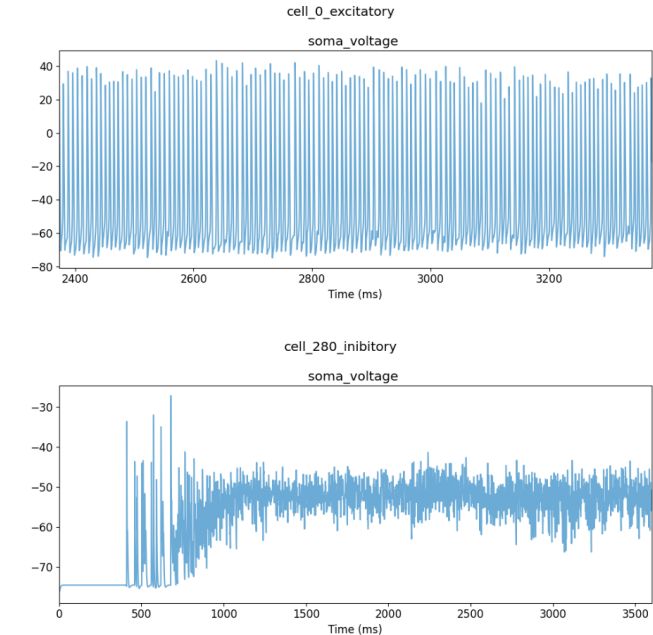 cell_0_excitatory
soma_voltage
40
20
0
−20
−40
−60
−80
2400 2600 2800 3000 3200
Time (ms)
cell_280_inibitory
soma_voltage
−30
−40
−50
−60
−70
0 500 1000 1500 2000 2500 3000 3500
Time (ms)